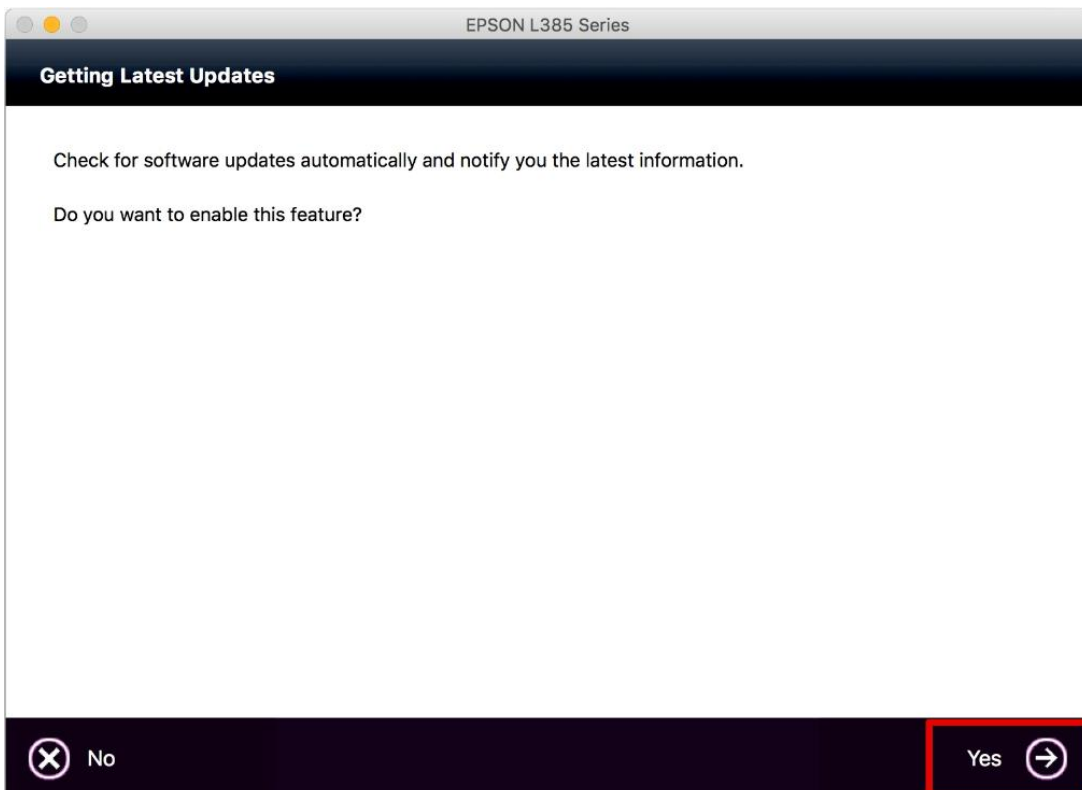 EPSON L385 Series
Getting Latest Updates
Check for software updates automatically and notify you the latest information.
Do you want to enable this feature?
No
Yes